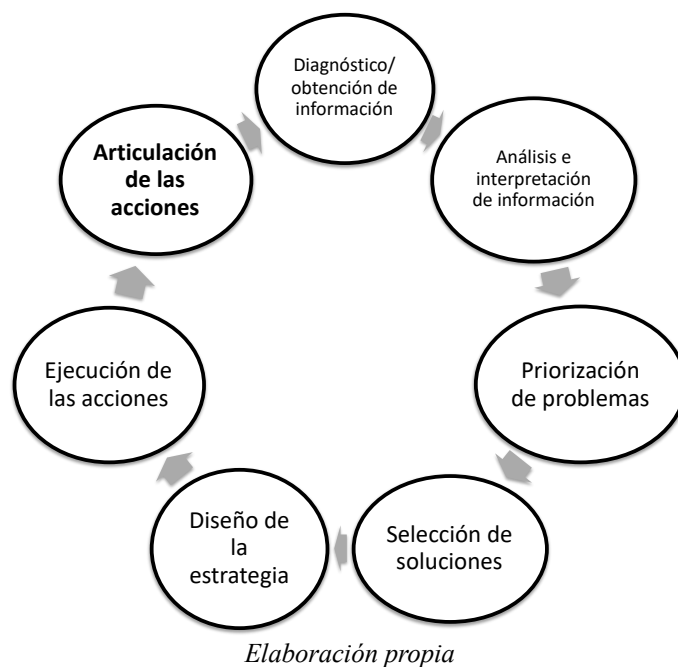 Diagnóstico/
obtención de
información
Análisis e
interpretación
de información
Priorización
de problemas
Selección de
soluciones
Diseño de
la
estrategia
Ejecución de
las acciones
Articulación
de las
acciones
Elaboración propia